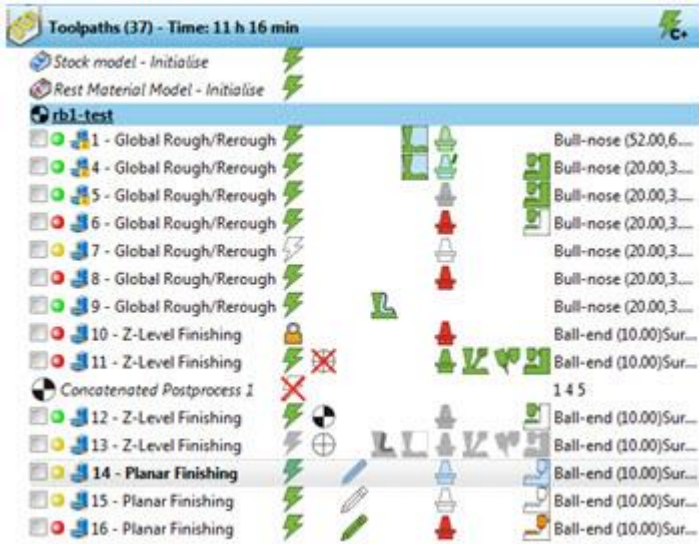 Toolpaths (37) - Time: 11 h 16 min
C+
Stock model - Initialise
Rest Material Model - Initialise
rb1-test
1 - Global Rough/Rerough Bull-nose (52.00,6....
4 - Global Rough/Rerough Bull-nose (20.00,3....
5 - Global Rough/Rerough Bull-nose (20.00,3....
6 - Global Rough/Rerough Bull-nose (20.00,3....
7 - Global Rough/Rerough Bull-nose (20.00,3....
8 - Global Rough/Rerough Bull-nose (20.00,3....
9 - Global Rough/Rerough Bull-nose (20.00,3....
10 - Z-Level Finishing Ball-end (10.00)Sur...
11 - Z-Level Finishing Ball-end (10.00)Sur...
Concatenated Postprocess 1 1 4 5
12 - Z-Level Finishing Ball-end (10.00)Sur...
13 - Z-Level Finishing Ball-end (10.00)Sur...
14 - Planar Finishing Ball-end (10.00)Sur...
15 - Planar Finishing Ball-end (10.00)Sur...
16 - Planar Finishing Ball-end (10.00)Sur...